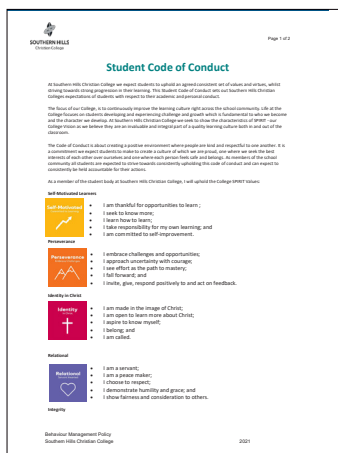 SOUTHERN HILLS
Christian College
Page 1 of 2
Student Code of Conduct
At Southern Hills Christian College we expect students to uphold an agreed consistent set of values and virtues, whilst
striving towards strong progression in their learning. This Student Code of Conduct sets out Southern Hills Christian
Colleges expectations of students with respect to their academic and personal conduct.
The focus of our College, is to continuously improve the learning culture right across the school community. Life at the
College focuses on students developing and experiencing challenge and growth which is fundamental to who we become
and the character we develop. At Southern Hills Christian College we seek to show the characteristics of SPIRIT - our
College Vision as we believe they are an invaluable and integral part of a quality learning culture both in and out of the
classroom.
The Code of Conduct is about creating a positive environment where people are kind and respectful to one another. It is
a commitment we expect students to make to create a culture of which we are proud, one where we seek the best
interests of each other over ourselves and one where each person feels safe and belongs. As members of the school
community all students are expected to strive towards consistently upholding this code of conduct and can expect to
consistently be held accountable for their actions.
As a member of the student body at Southern Hills Christian College, I will uphold the College SPIRIT Values:
Self-Motivated Learners
Self-Motivated
• I am thankful for opportunities to learn ;
• I seek to know more;
• I learn how to learn;
• I take responsibility for my own learning; and
• I am committed to self-improvement.
Perseverance
Perseverance
• I embrace challenges and opportunities;
• I approach uncertainty with courage;
• I see effort as the path to mastery;
• I fall forward; and
• I invite, give, respond positively to and act on feedback.
Identity in Christ
Identity
• I am made in the image of Christ;
• I am open to learn more about Christ;
• I aspire to know myself;
• I belong; and
• I am called.
Relational
Relational
• I am a servant;
• I am a peace maker;
• I choose to respect;
• I demonstrate humility and grace; and
• I show fairness and consideration to others.
Integrity
Behaviour Management Policy
Southern Hills Christian College
2021